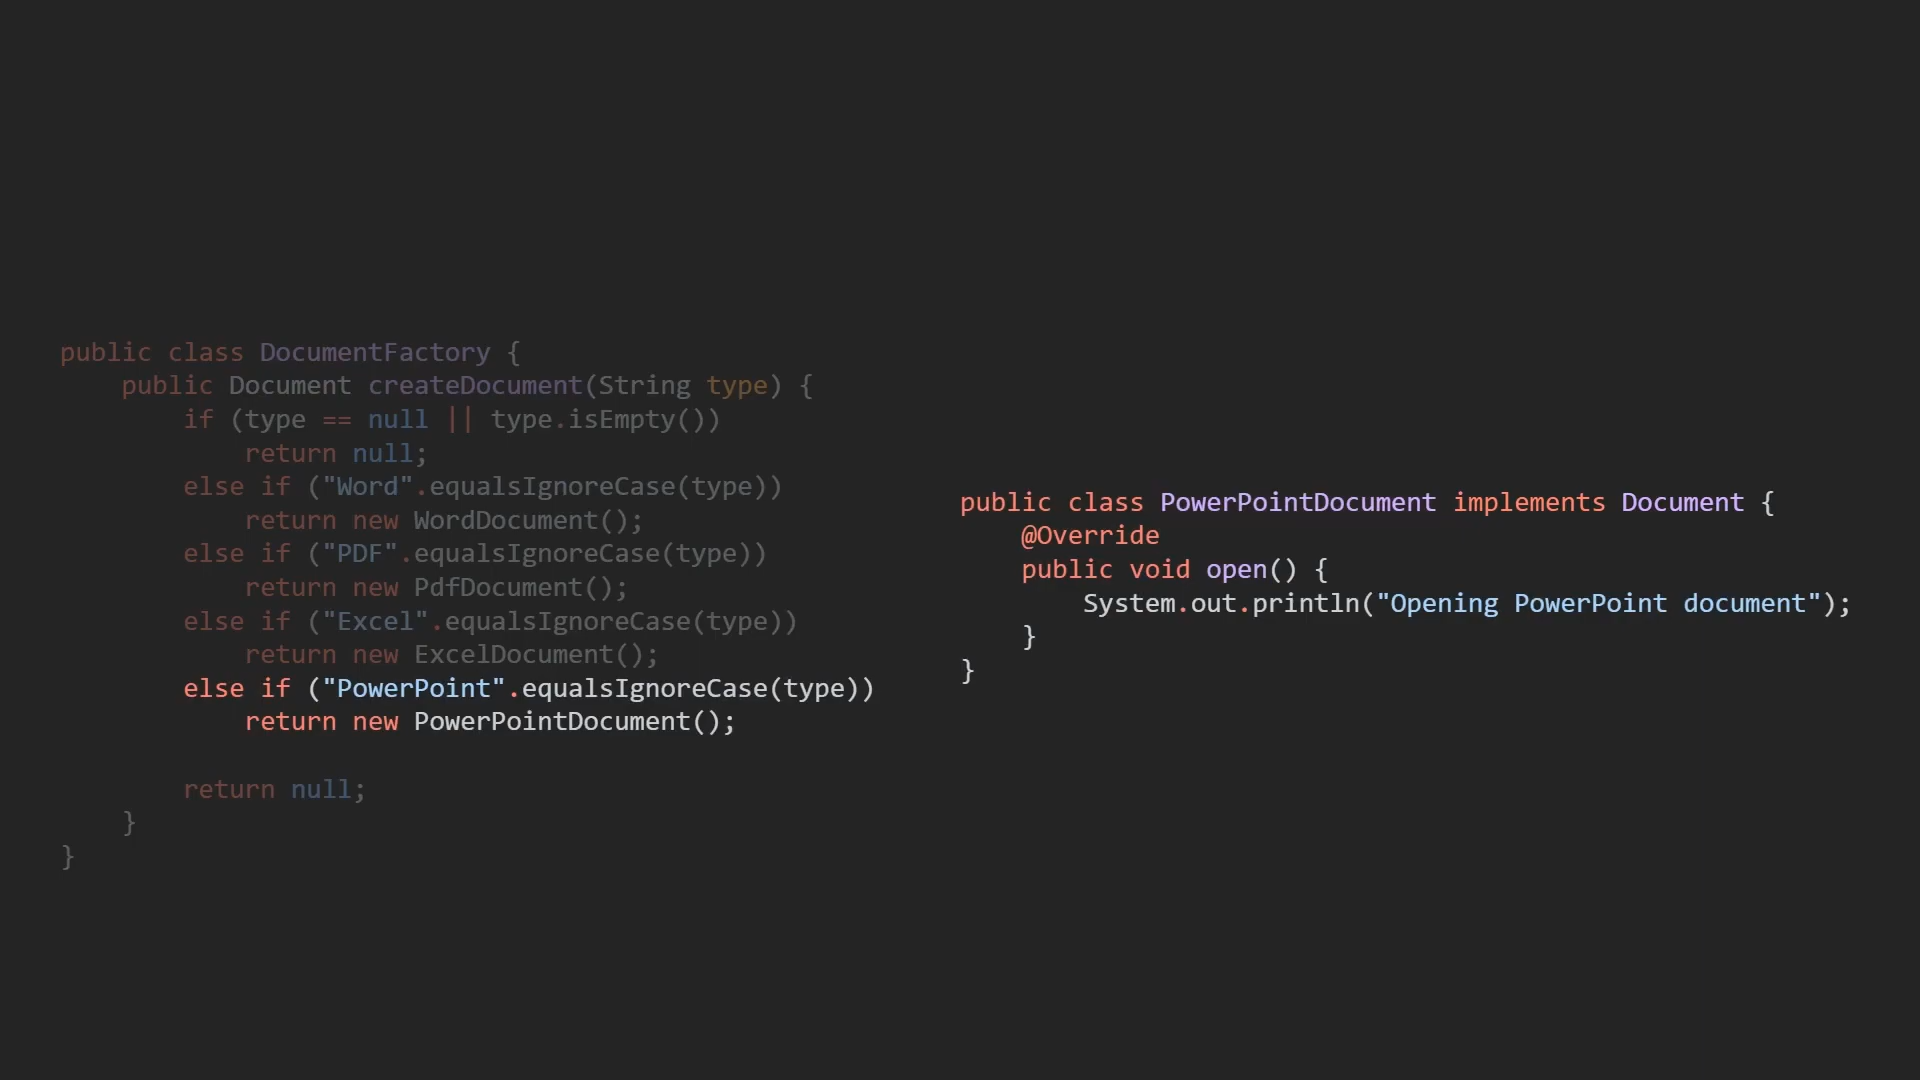 public class DocumentFactory {
    public Document createDocument(String type) {
        if (type == null || type.isEmpty())
            return null;
        else if ("Word".equalsIgnoreCase(type))
            return new WordDocument();
        else if ("PDF".equalsIgnoreCase(type))
            return new PdfDocument();
        else if ("Excel".equalsIgnoreCase(type))
            return new ExcelDocument();
        else if ("PowerPoint".equalsIgnoreCase(type))
            return new PowerPointDocument();

        return null;
    }
}
public class PowerPointDocument implements Document {
    @Override
    public void open() {
        System.out.println("Opening PowerPoint document");
    }
}